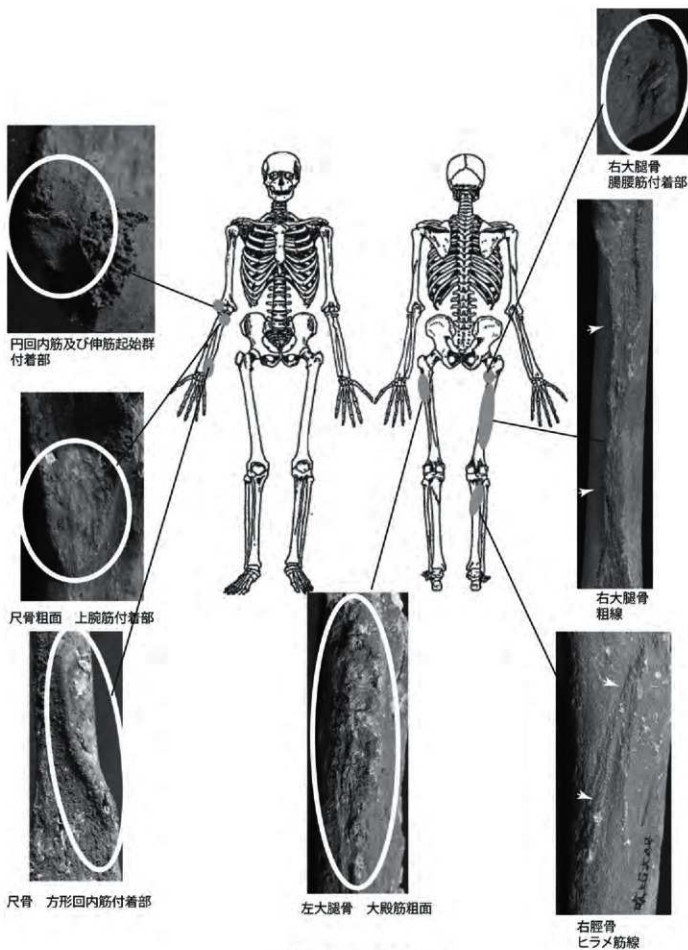 右大腿骨
腸腰筋付着部
円回内筋及び伸筋起始群
付着部
尺骨粗面 上腕筋付着部
右大腿骨
粗線
尺骨 方形回内筋付着部
左大腿骨 大殿筋粗面
右脛骨
ヒラメ筋線